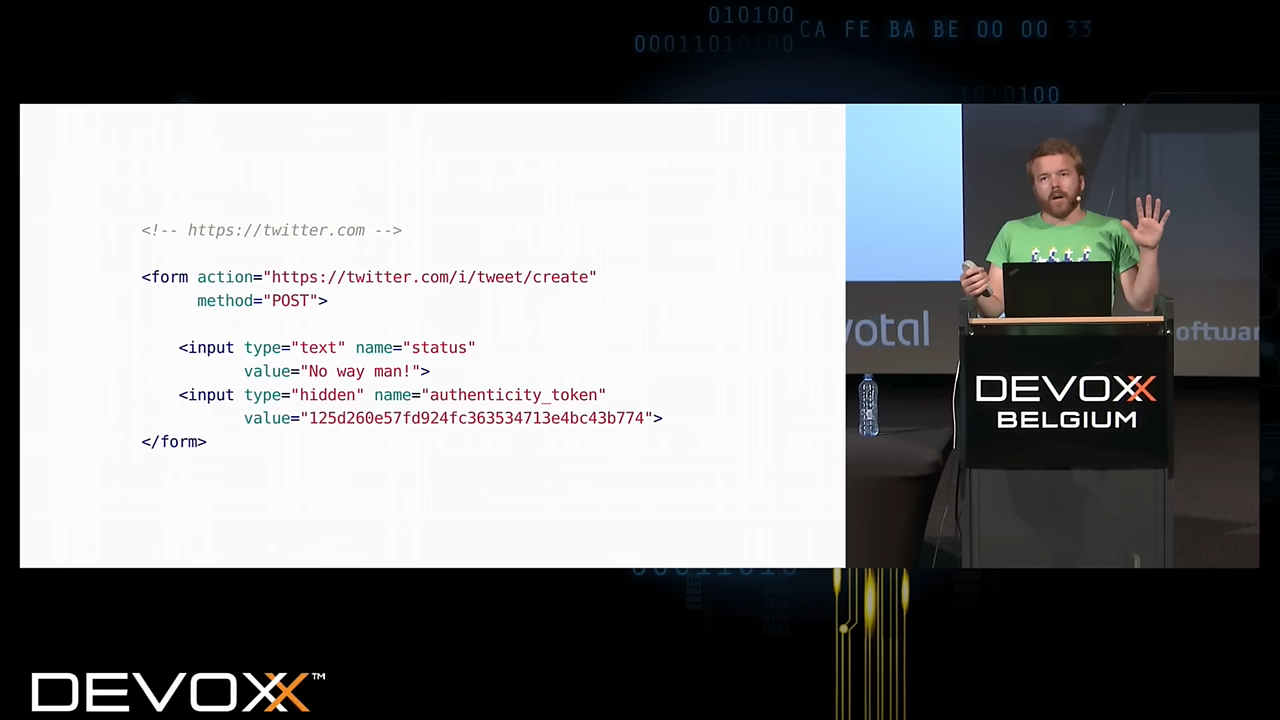 010100
CA FE BA BE 00 00 33
00011010100
1010100
<!-- https://twitter.com -->
<form action="https://twitter.com/i/tweet/create"
method="POST">
<input type="text" name="status"
value="No way man!">
<input type="hidden" name="authenticity_token"
value="125d260e57fd924fc363534713e4bc43b774">
</form>
votal
oftwar
DEVOXX
BELGIUM
00011010
DEVOXX™